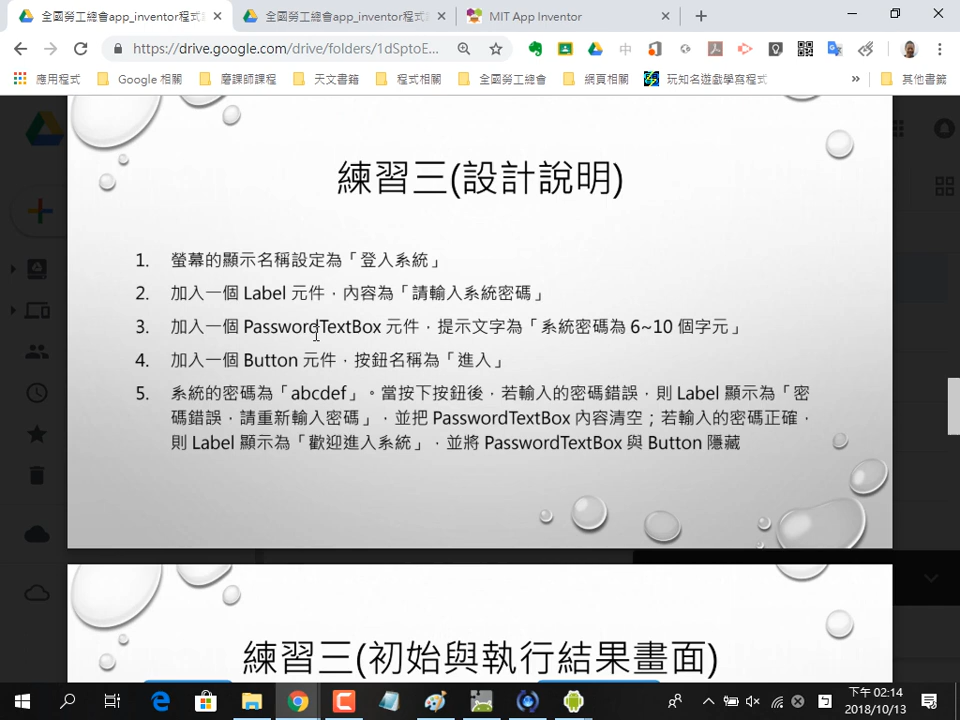 全國勞工總會app_inventor程式
全國勞工總會app_inventor程式
MIT App Inventor
https://drive.google.com/drive/folders/1dSptoE...
應用程式
Google 相關
磨課師課程
天文書籍
程式相關
全國勞工總會
網頁相關
玩知名遊戲學寫程式
»
其他書籤
練習三(設計說明)
1. 螢幕的顯示名稱設定為「登入系統」
2. 加入一個 Label 元件，內容為「請輸入系統密碼」
3. 加入一個 PasswordTextBox 元件，提示文字為「系統密碼為 6~10 個字元」
4. 加入一個 Button 元件，按鈕名稱為「進入」
5. 系統的密碼為「abcdef」。當按下按鈕後，若輸入的密碼錯誤，則 Label 顯示為「密
碼錯誤，請重新輸入密碼」，並把 PasswordTextBox 內容清空；若輸入的密碼正確，
則 Label 顯示為「歡迎進入系統」，並將 PasswordTextBox 與 Button 隱藏
練習三(初始與執行結果畫面)
下午 02:14
2018/10/13